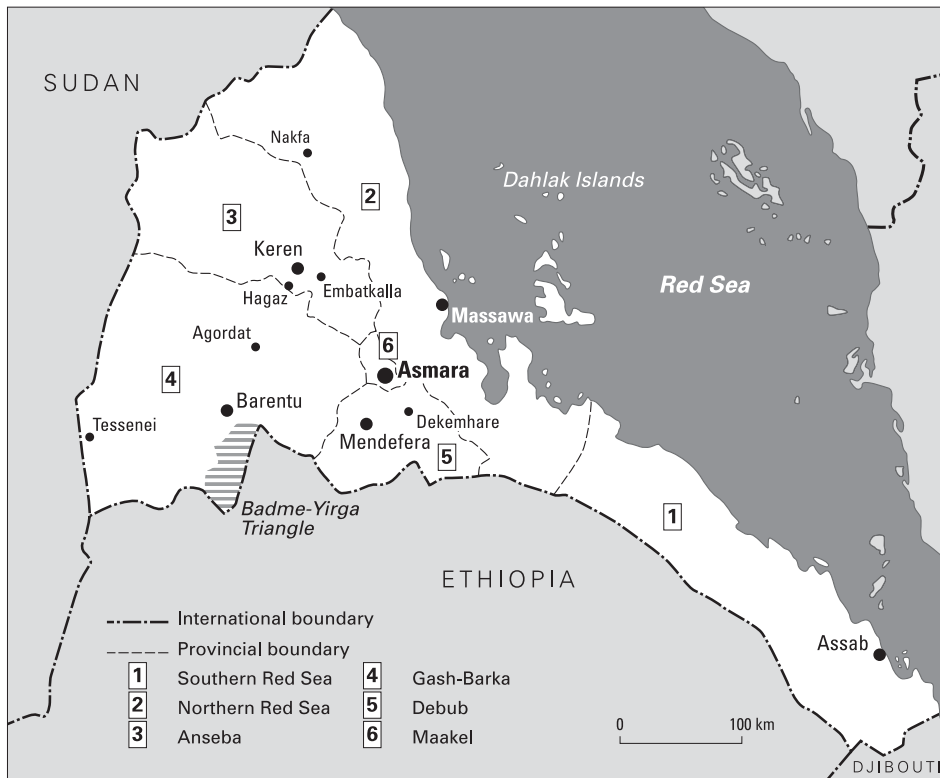 SUDAN
Nakfa
2
Dahlak Islands
3
Keren
Red Sea
Embatkalla
Hagaz
Massawa
Agordat
6
Asmara
4
Barentu
Dekemhare
Tessenei
Mendefera
5
Badme-Yirga
Triangle
1
ETHIOPIA
International boundary
Provincial boundary
Assab
1 Southern Red Sea
4 Gash-Barka
2 Northern Red Sea
5 Debub
3 Anseba
6 Maakel
0 100 km
DJIBOUTI